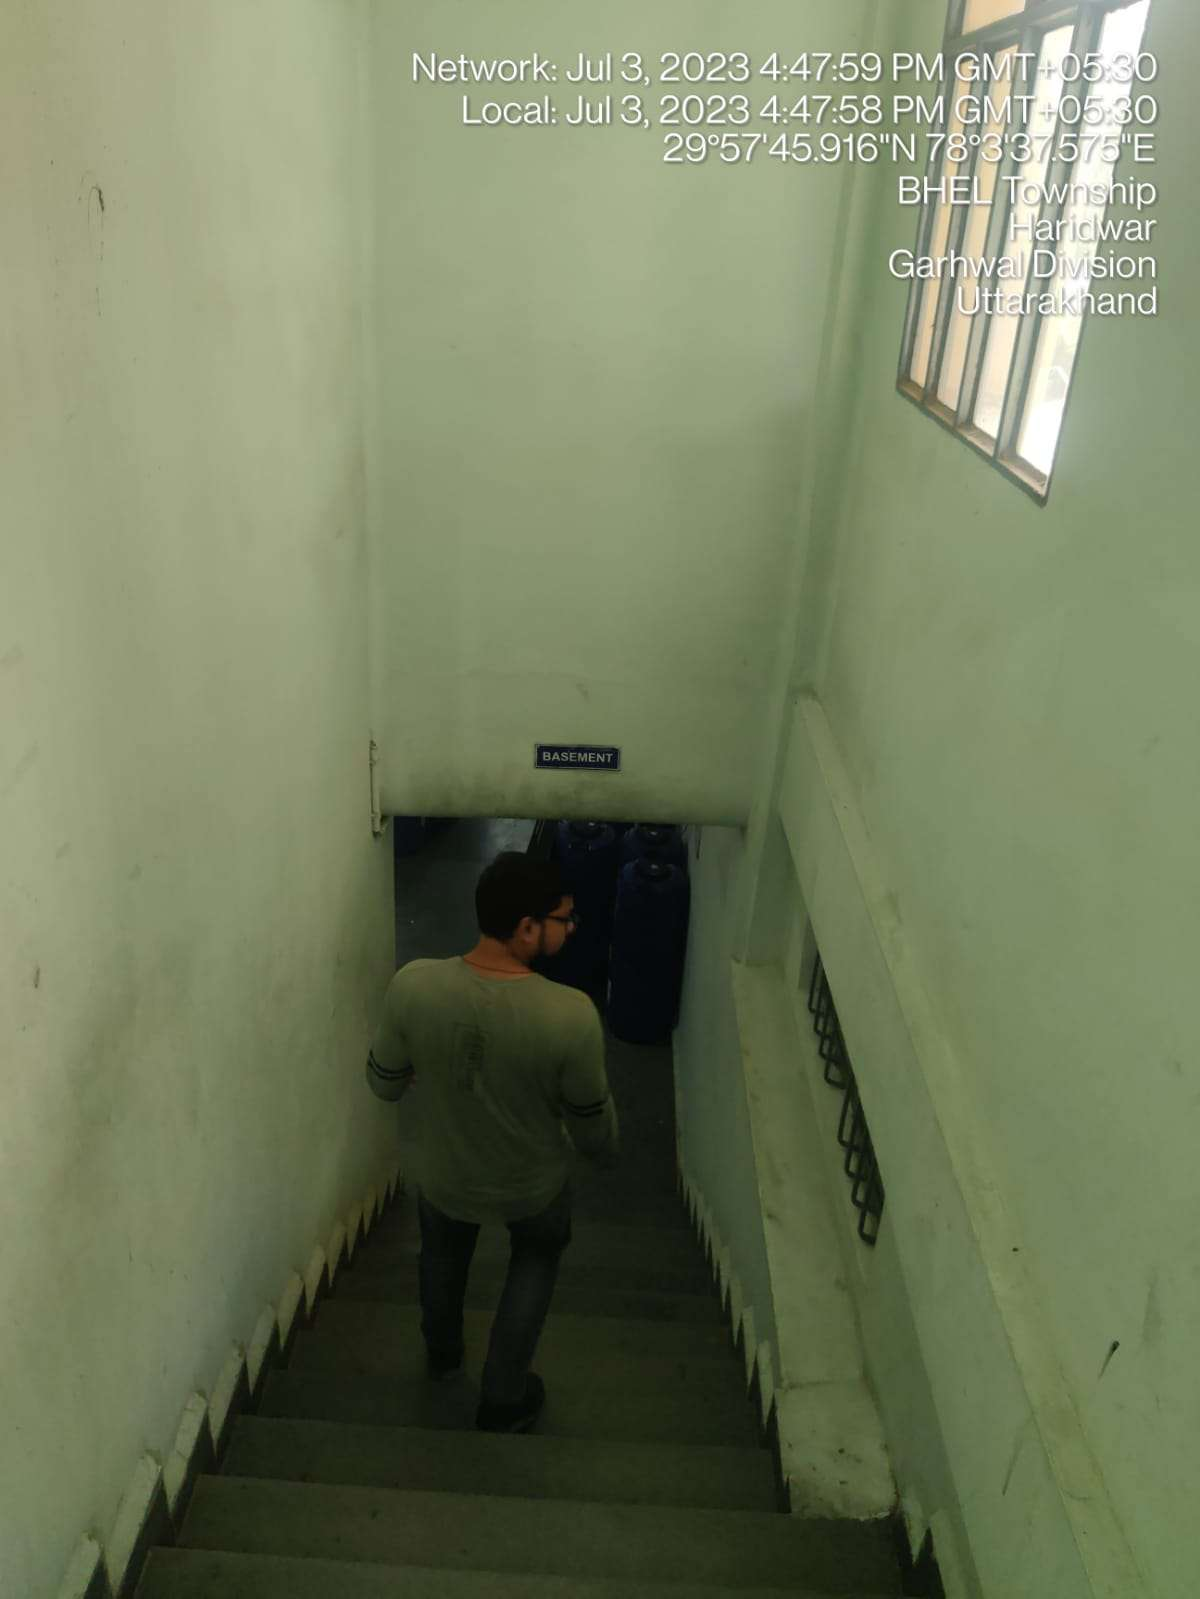 Network: Jul 3, 2023 4:47:59 PM GMT+05:30
Local: Jul 3, 2023 4:47:58 PM GMT+05:30
29°57'45.916"N 78°3'37.575"E
BHEL Township
Haridwar
Garhwal Division
Uttarakhand
BASEMENT